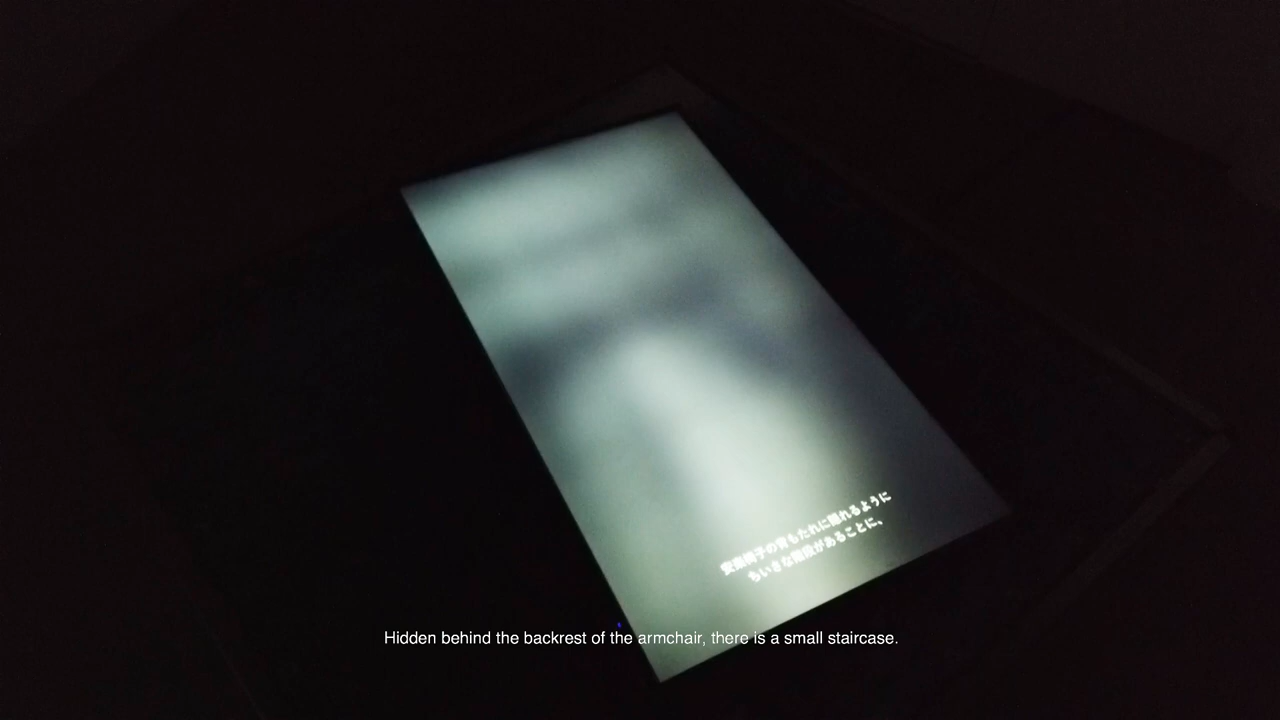 安楽椅子の背もたれに隠れるように
ちいさな階段があることに、
Hidden behind the backrest of the armchair, there is a small staircase.